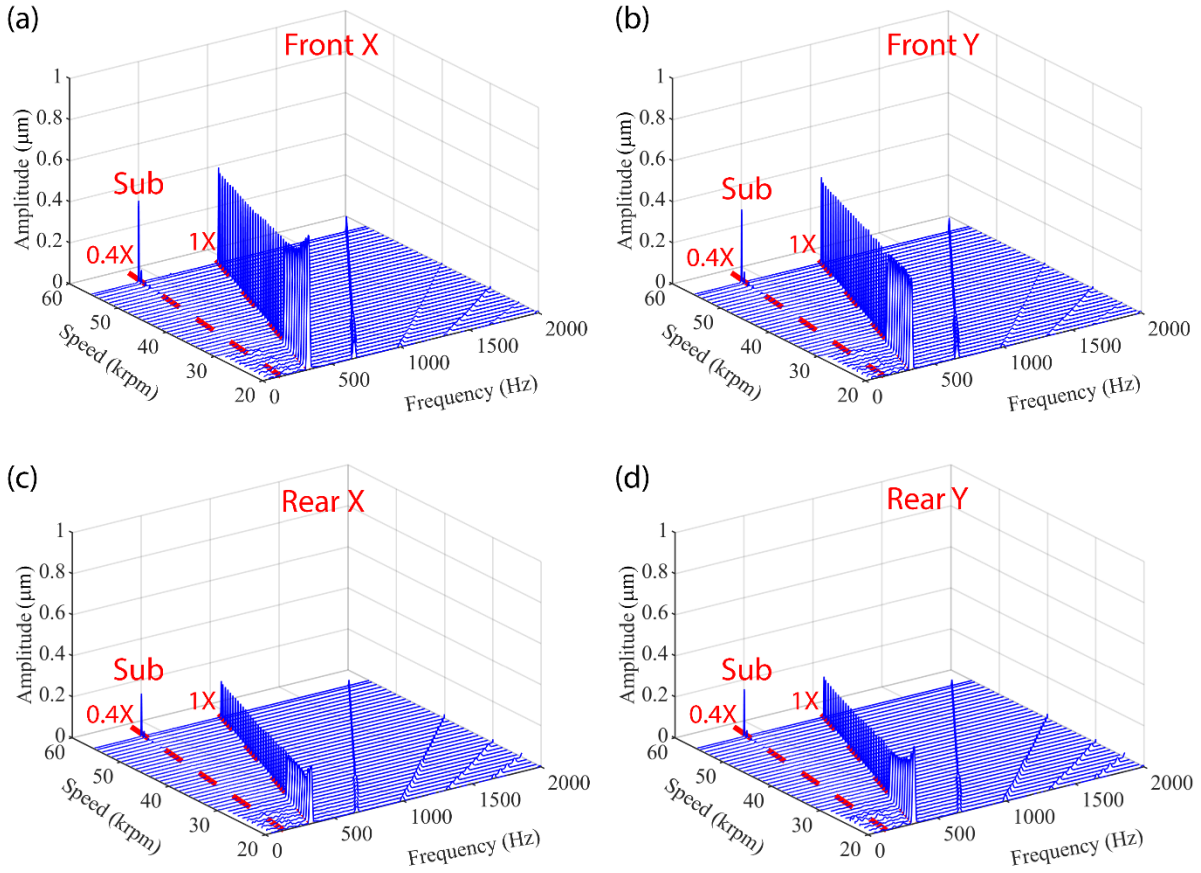 (a)
Front X
Amplitude (μm)
1
0.8
0.6
0.4
0.2
0
Sub
0.4X
1X
60
50
40
30
20
Speed (krpm)
0
500
1000
1500
2000
Frequency (Hz)
(b)
Front Y
Amplitude (μm)
1
0.8
0.6
0.4
0.2
0
Sub
0.4X
1X
60
50
40
30
20
Speed (krpm)
0
500
1000
1500
2000
Frequency (Hz)
(c)
Rear X
Amplitude (μm)
1
0.8
0.6
0.4
0.2
0
Sub
0.4X
1X
60
50
40
30
20
Speed (krpm)
0
500
1000
1500
2000
Frequency (Hz)
(d)
Rear Y
Amplitude (μm)
1
0.8
0.6
0.4
0.2
0
Sub
0.4X
1X
60
50
40
30
20
Speed (krpm)
0
500
1000
1500
2000
Frequency (Hz)